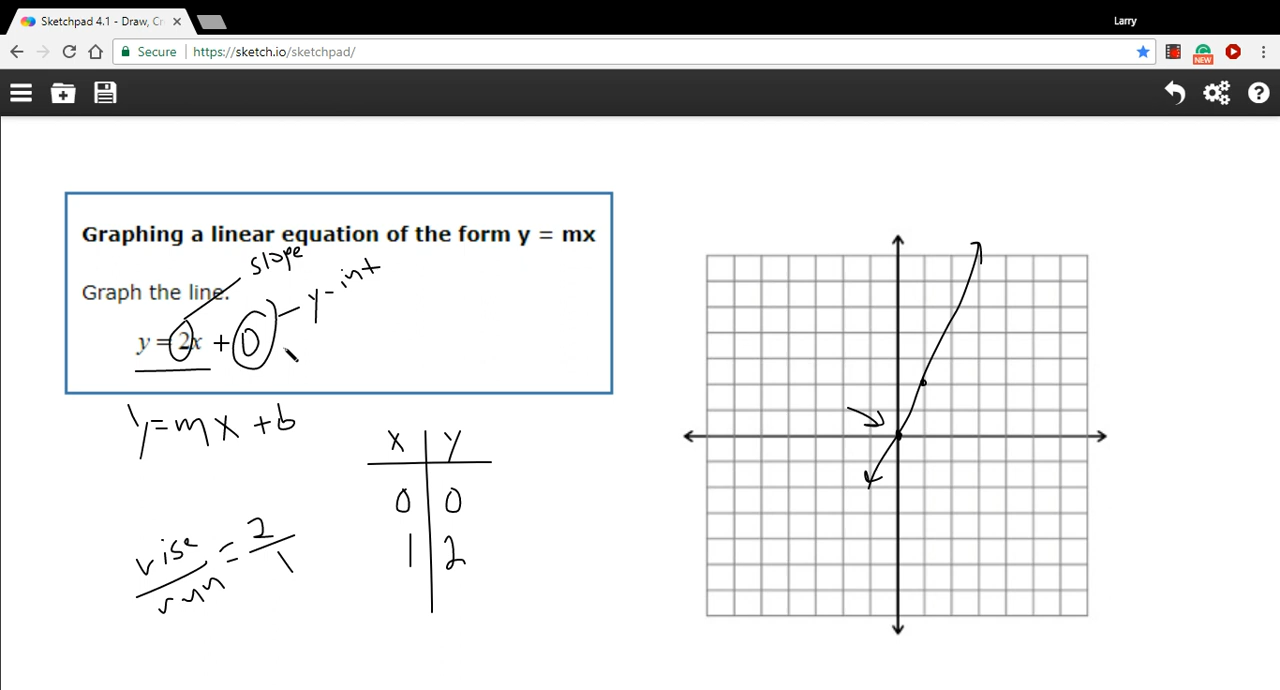 Sketchpad 4.1 - Draw, Cr
Larry
Secure
https://sketch.io/sketchpad/
NEW
Graphing a linear equation of the form y = mx
slope
Graph the line.
y-int
y = 2x + 0
y=mx+b
x y
0 0
1 2
rise
run
= 2/1